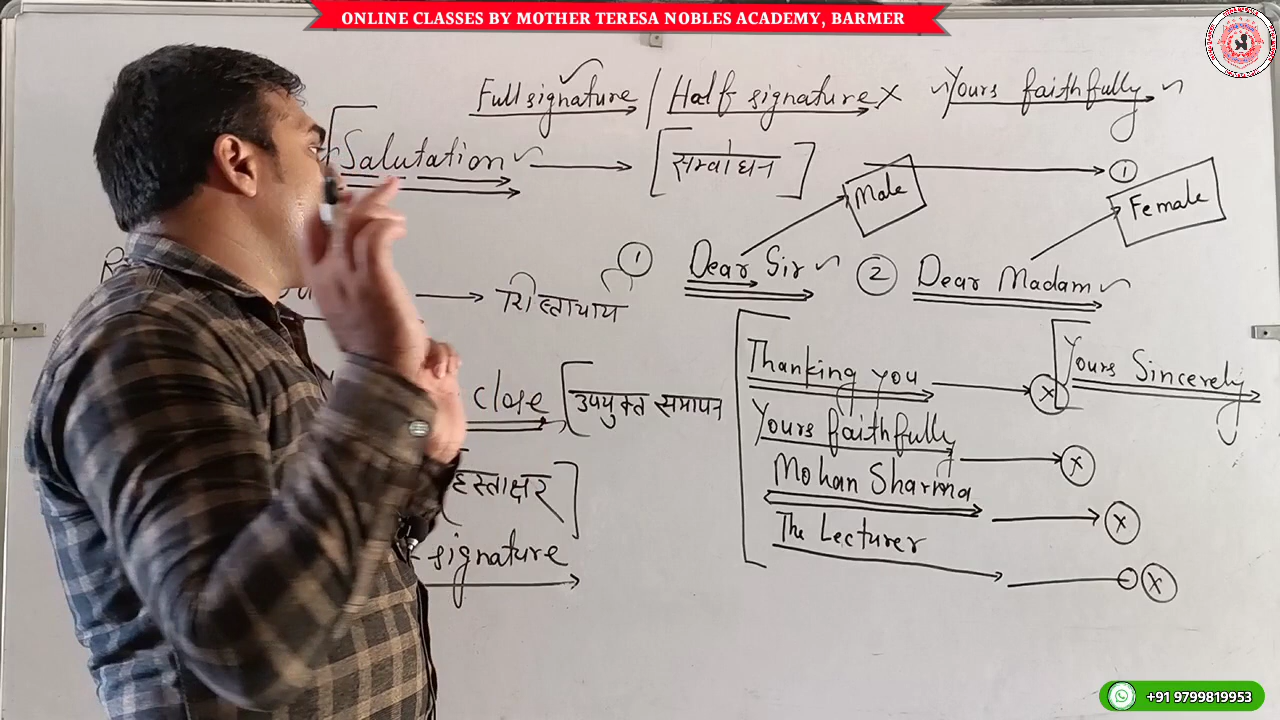 ONLINE CLASSES BY MOTHER TERESA NOBLES ACADEMY, BARMER
Full signature / Half signature X Yours faithfully
Salutation [सम्बोधन] 1
Male Female
1 Dear Sir 2 Dear Madam
शिष्टाचार
close [उपयुक्त समापन
Thanking you X Yours Sincerely
Yours faithfully X
हस्ताक्षर] Mohan Sharma X
signature The Lecturer X
+91 9799819953